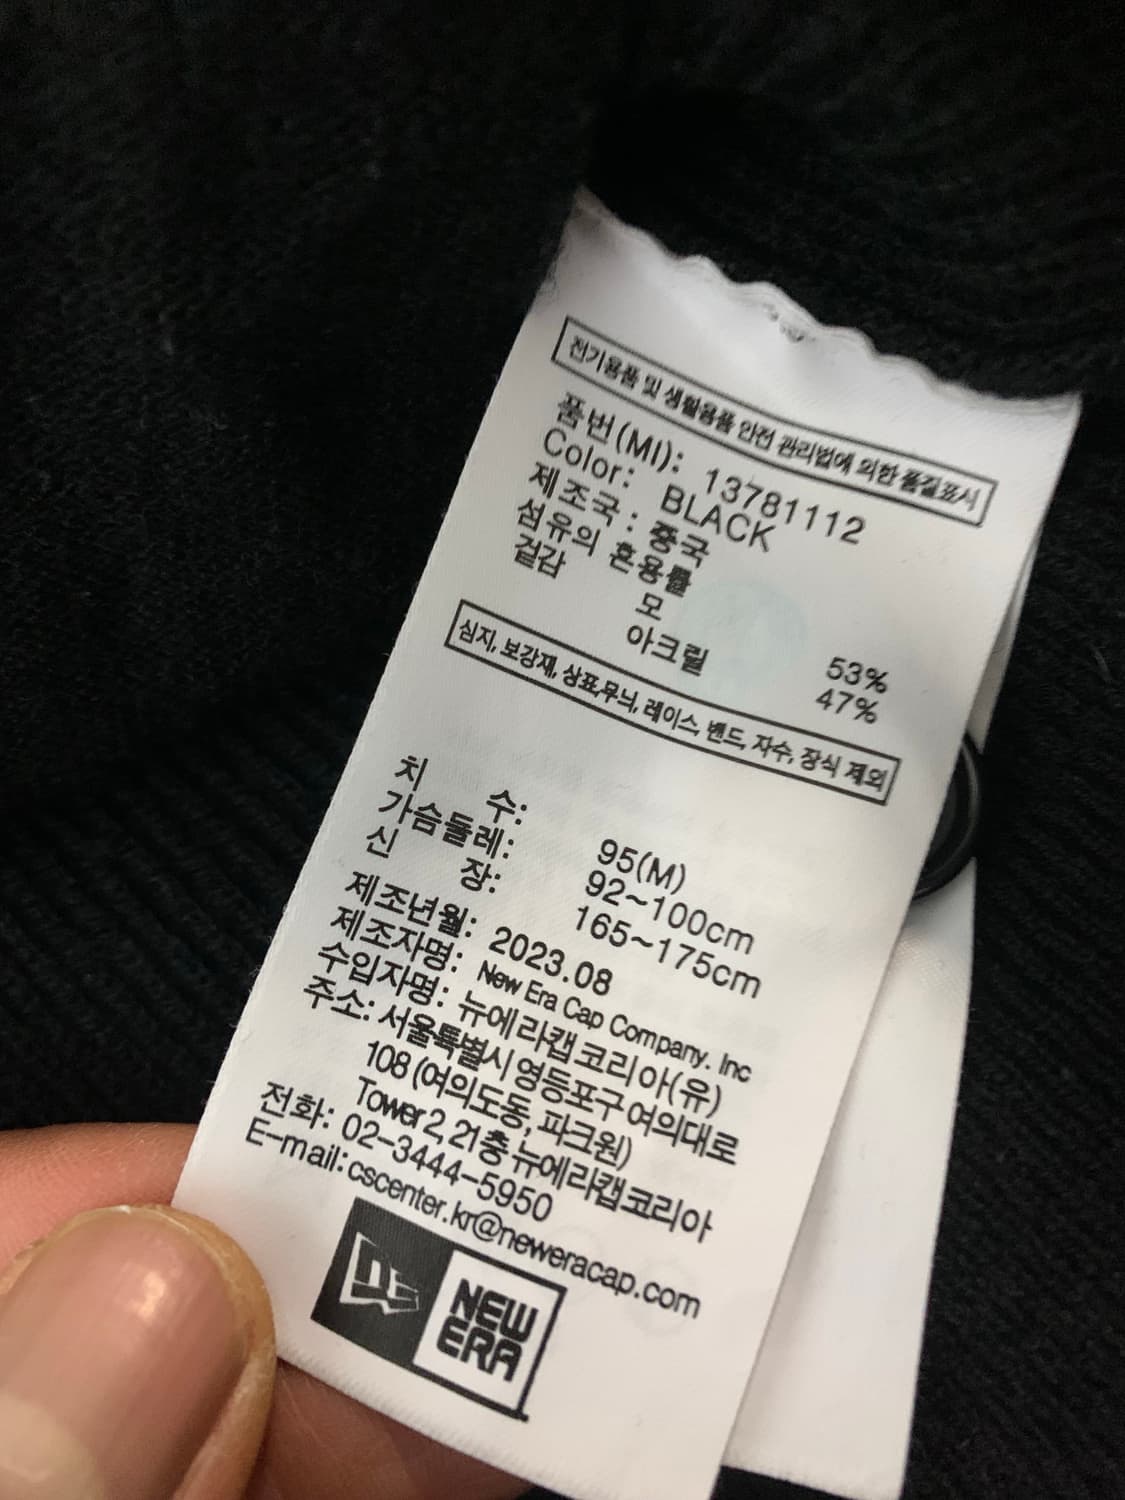 전기용품 및 생활용품 안전 관리법에 의한 품질표시
품번(MI): 13781112
Color: BLACK
제조국: 중국
섬유의 혼용률
겉감
모 53%
아크릴 47%
심지, 보강재, 상표,무늬, 레이스, 밴드, 자수, 장식 제외
치 수: 95(M)
가슴둘레: 92~100cm
신 장: 165~175cm
제조년월: 2023.08
제조자명: New Era Cap Company. Inc
수입자명: 뉴에라캡코리아(유)
주소: 서울특별시 영등포구 여의대로
108 (여의도동, 파크원)
Tower 2, 21층 뉴에라캡코리아
전화: 02-3444-5950
E-mail:cscenter.kr@neweracap.com
NEW
ERA